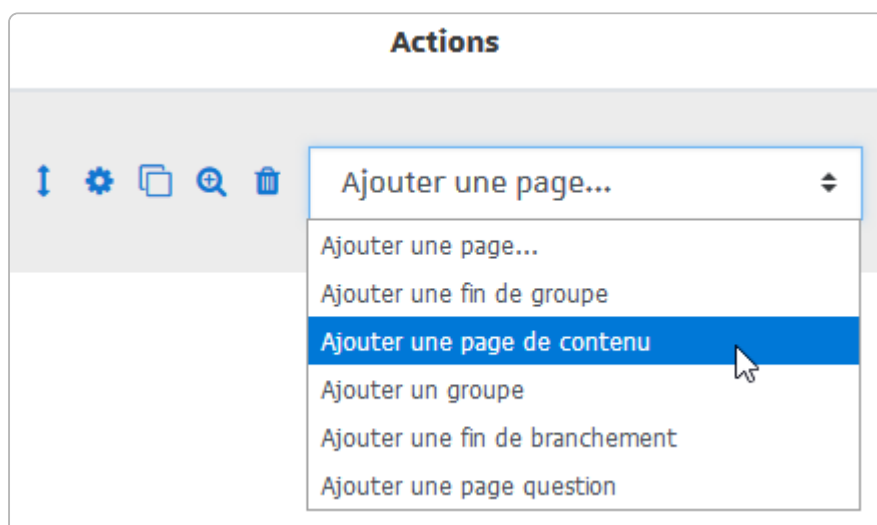 Actions
Ajouter une page...
Ajouter une page...
Ajouter une fin de groupe
Ajouter une page de contenu
Ajouter un groupe
Ajouter une fin de branchement
Ajouter une page question